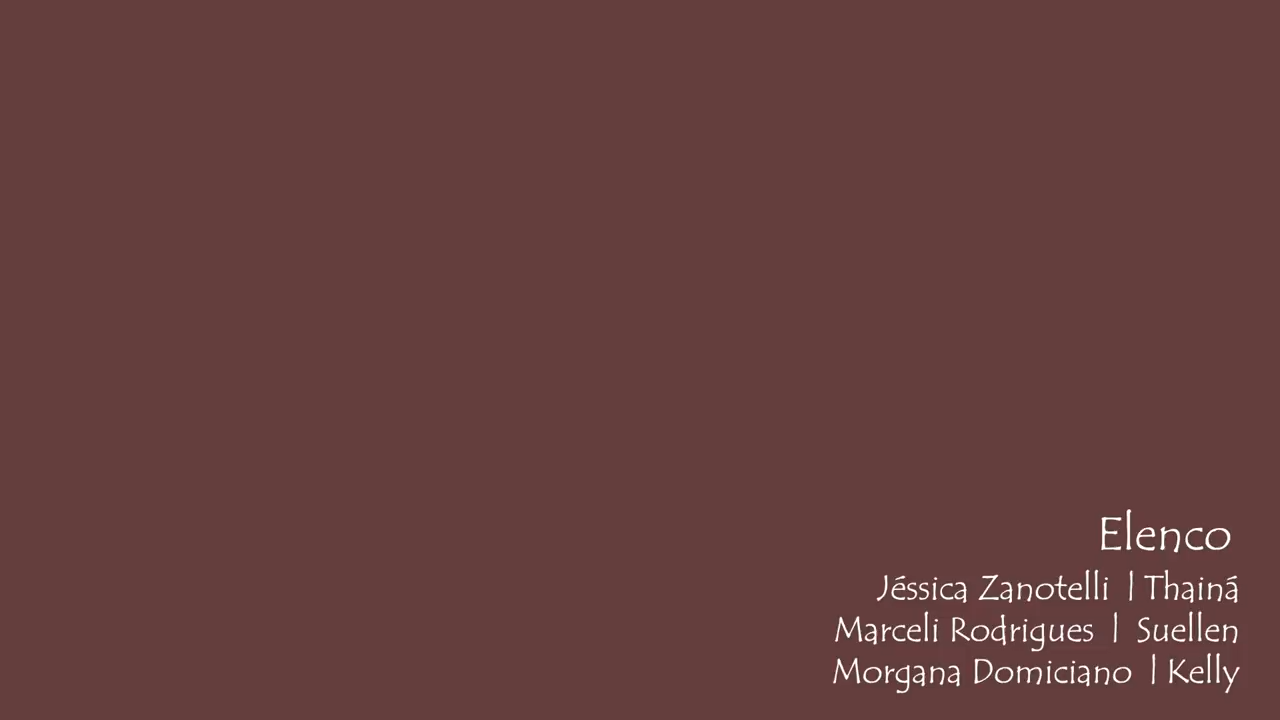 Elenco
Jéssica Zanotelli | Thainá
Marceli Rodrigues | Suellen
Morgana Domiciano | Kelly